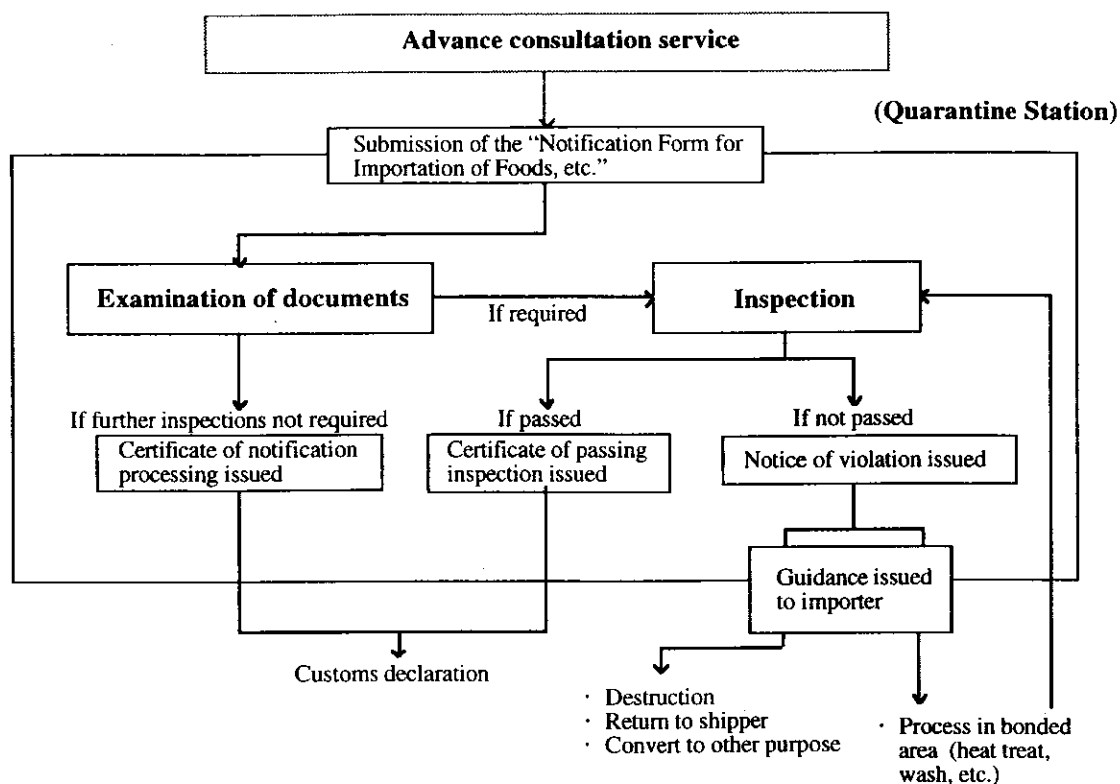 Advance consultation service
(Quarantine Station)
Submission of the “Notification Form for
Importation of Foods, etc.”
Examination of documents
If required
Inspection
If further inspections not required
Certificate of notification
processing issued
If passed
Certificate of passing
inspection issued
If not passed
Notice of violation issued
Guidance issued
to importer
Customs declaration
· Destruction
· Return to shipper
· Convert to other purpose
· Process in bonded
area (heat treat,
wash, etc.)